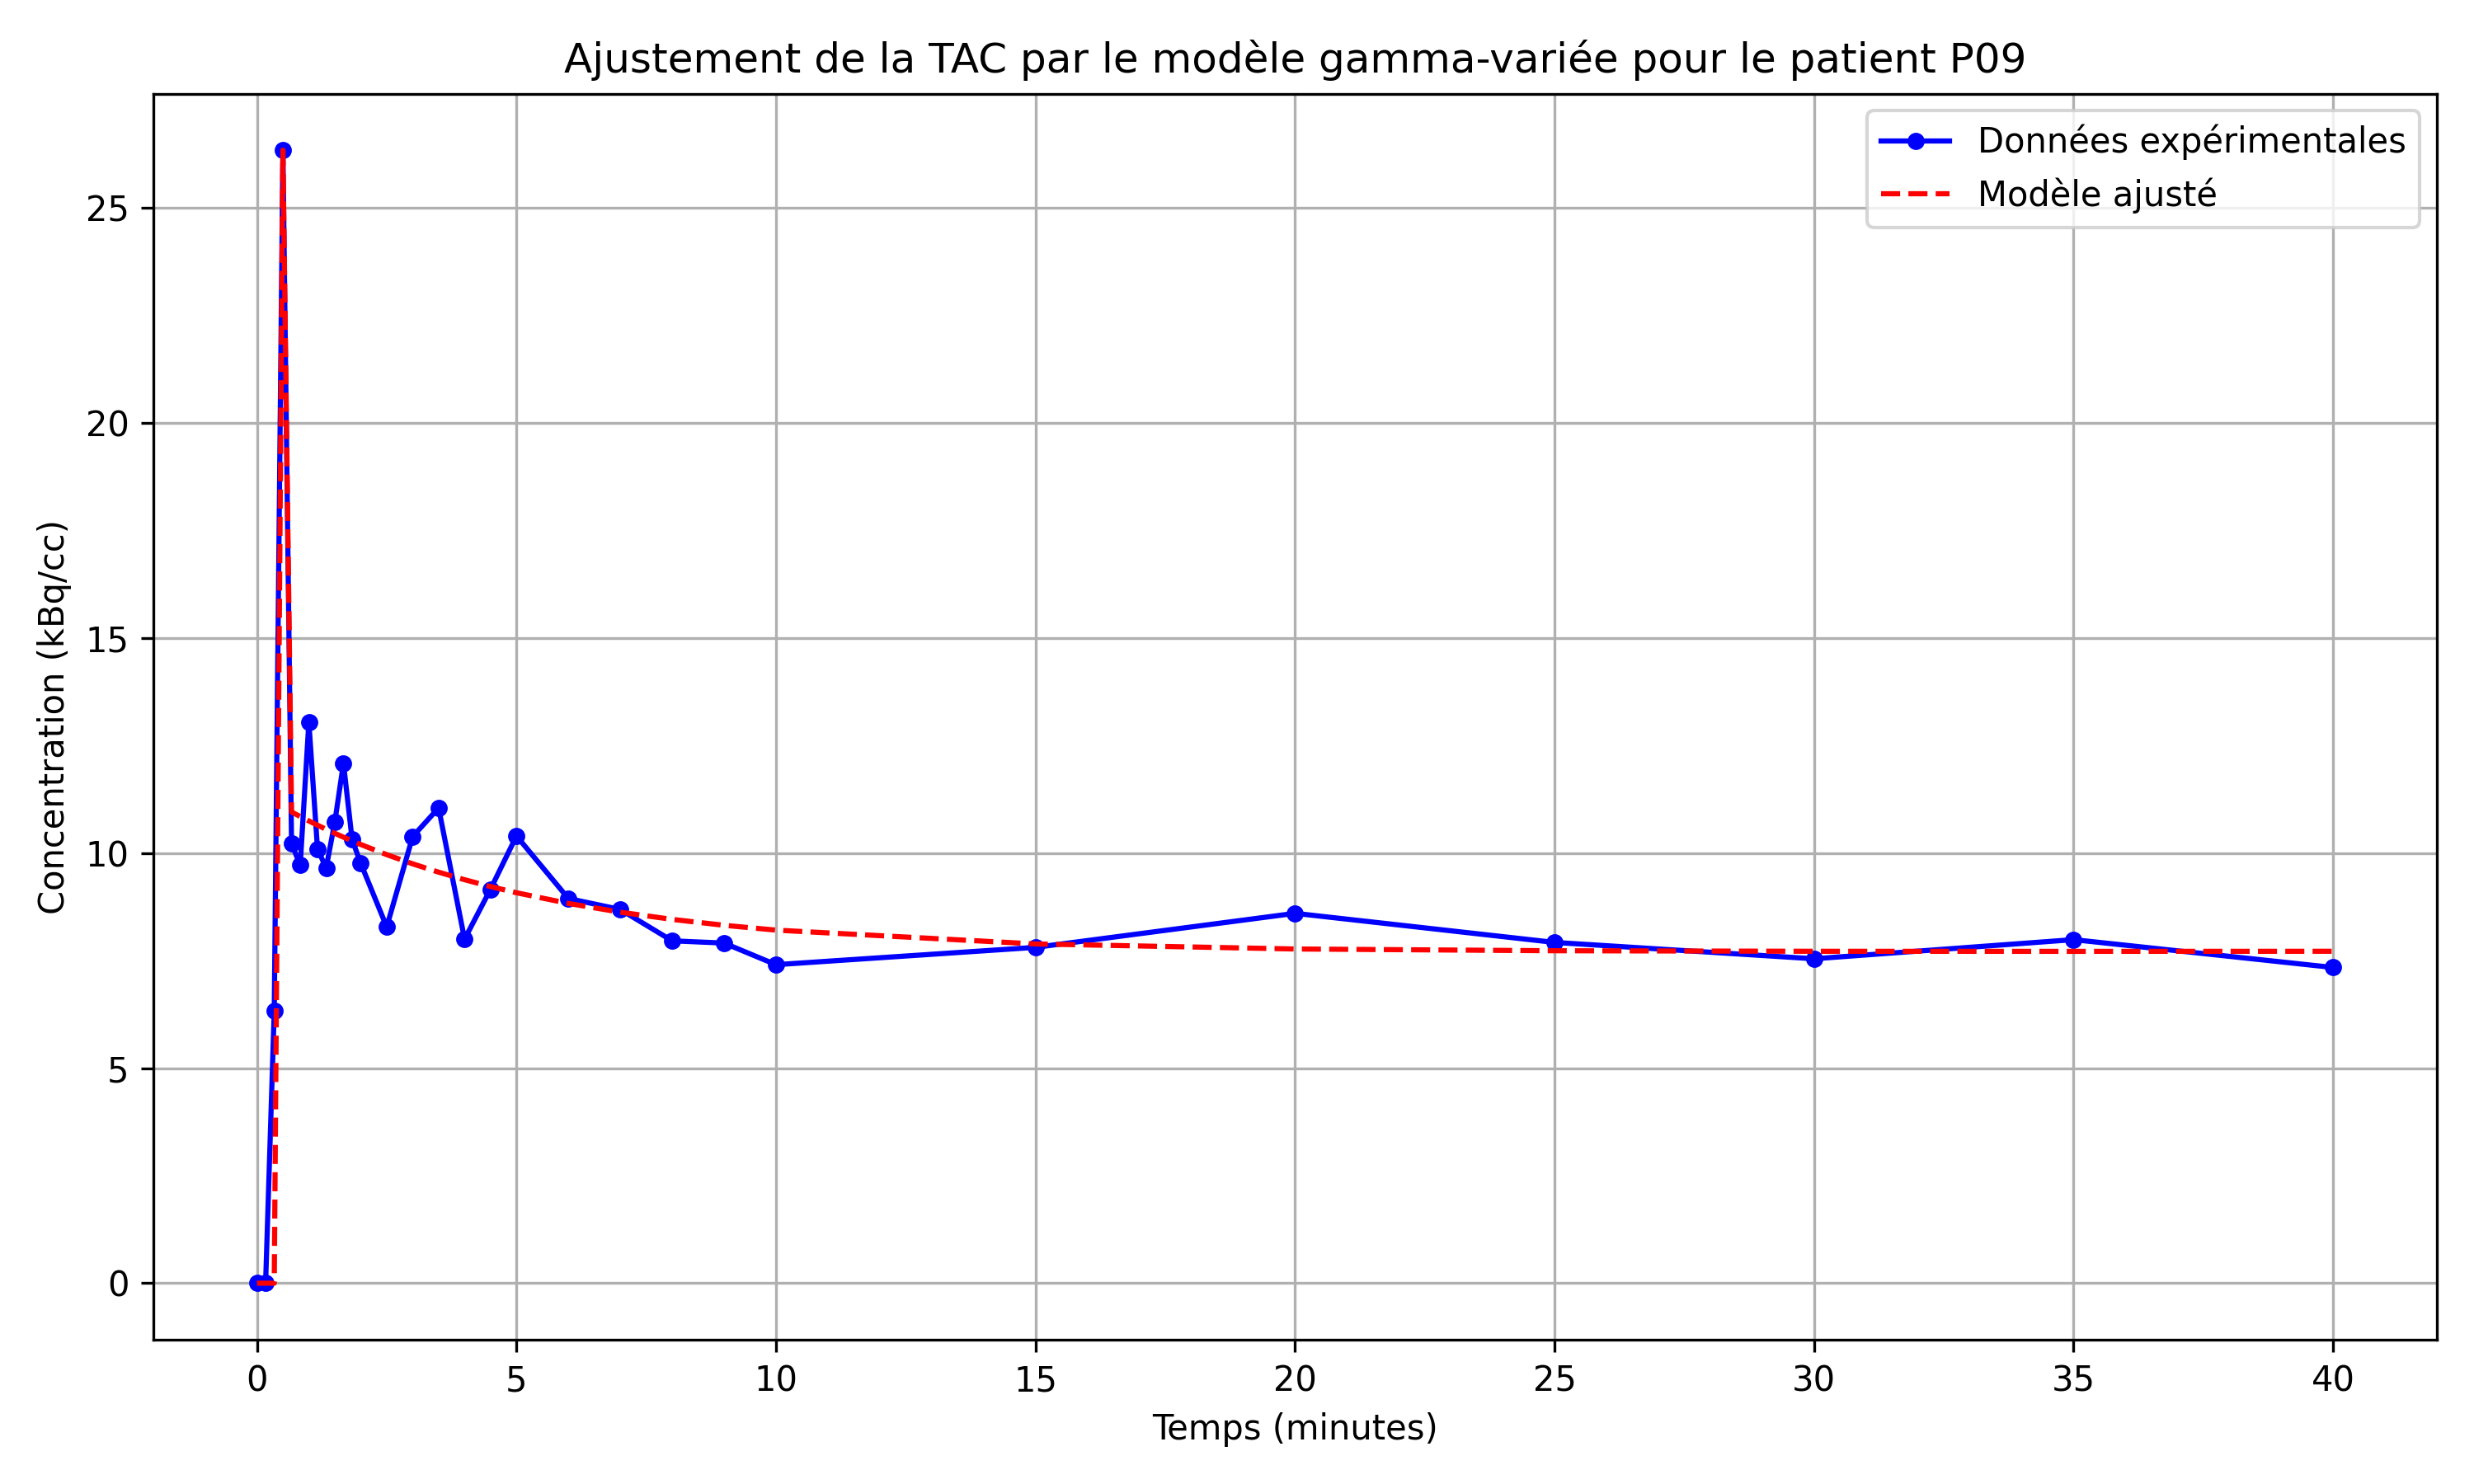 Ajustement de la TAC par le modèle gamma-variée pour le patient P09
Données expérimentales
Modèle ajusté
Concentration (kBq/cc)
25
20
15
10
5
0
0 5 10 15 20 25 30 35 40
Temps (minutes)